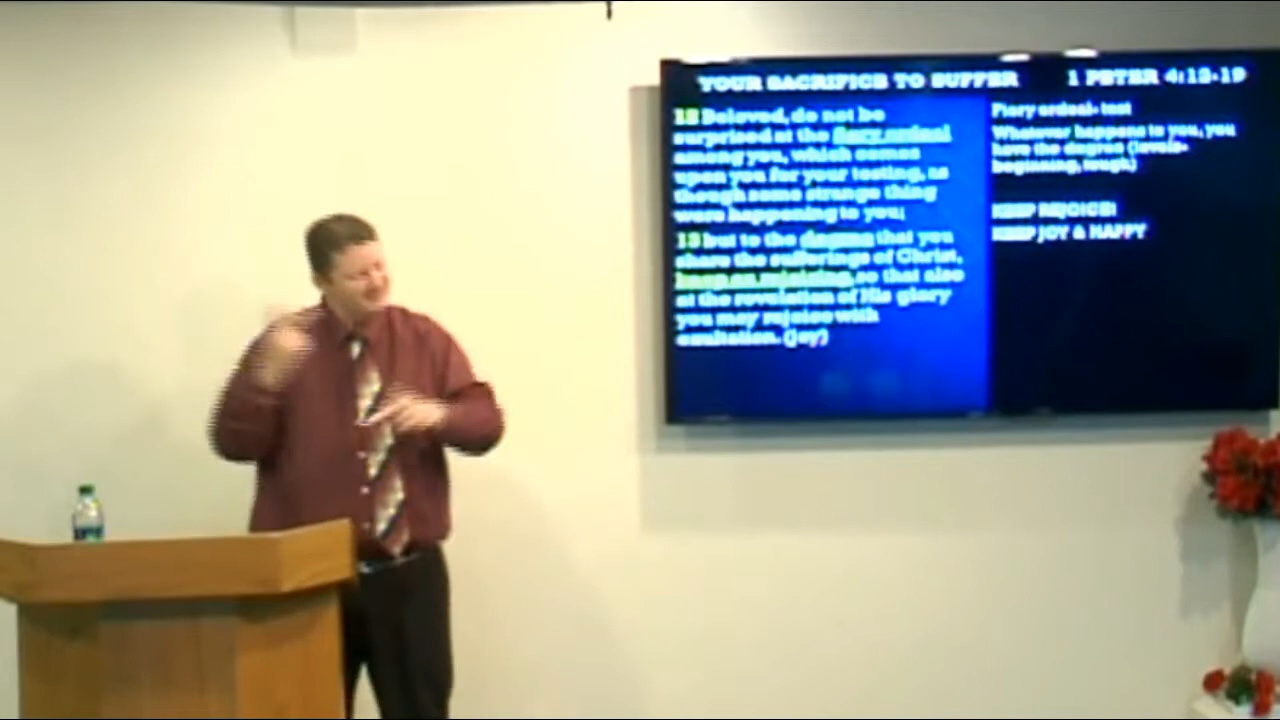 YOUR SACRIFICE TO SUFFER 1 PETER 4:12-19
12 Beloved, do not be
surprised at the fiery ordeal
among you, which comes
upon you for your testing, as
though some strange thing
were happening to you;
13 but to the degree that you
share the sufferings of Christ,
keep on rejoicing, so that also
at the revelation of His glory
you may rejoice with
exultation. (joy)
Fiery ordeal- test
Whatever happens to you, you
have the degree (levels-
beginning, tough)
KEEP REJOICE!
KEEP JOY & HAPPY